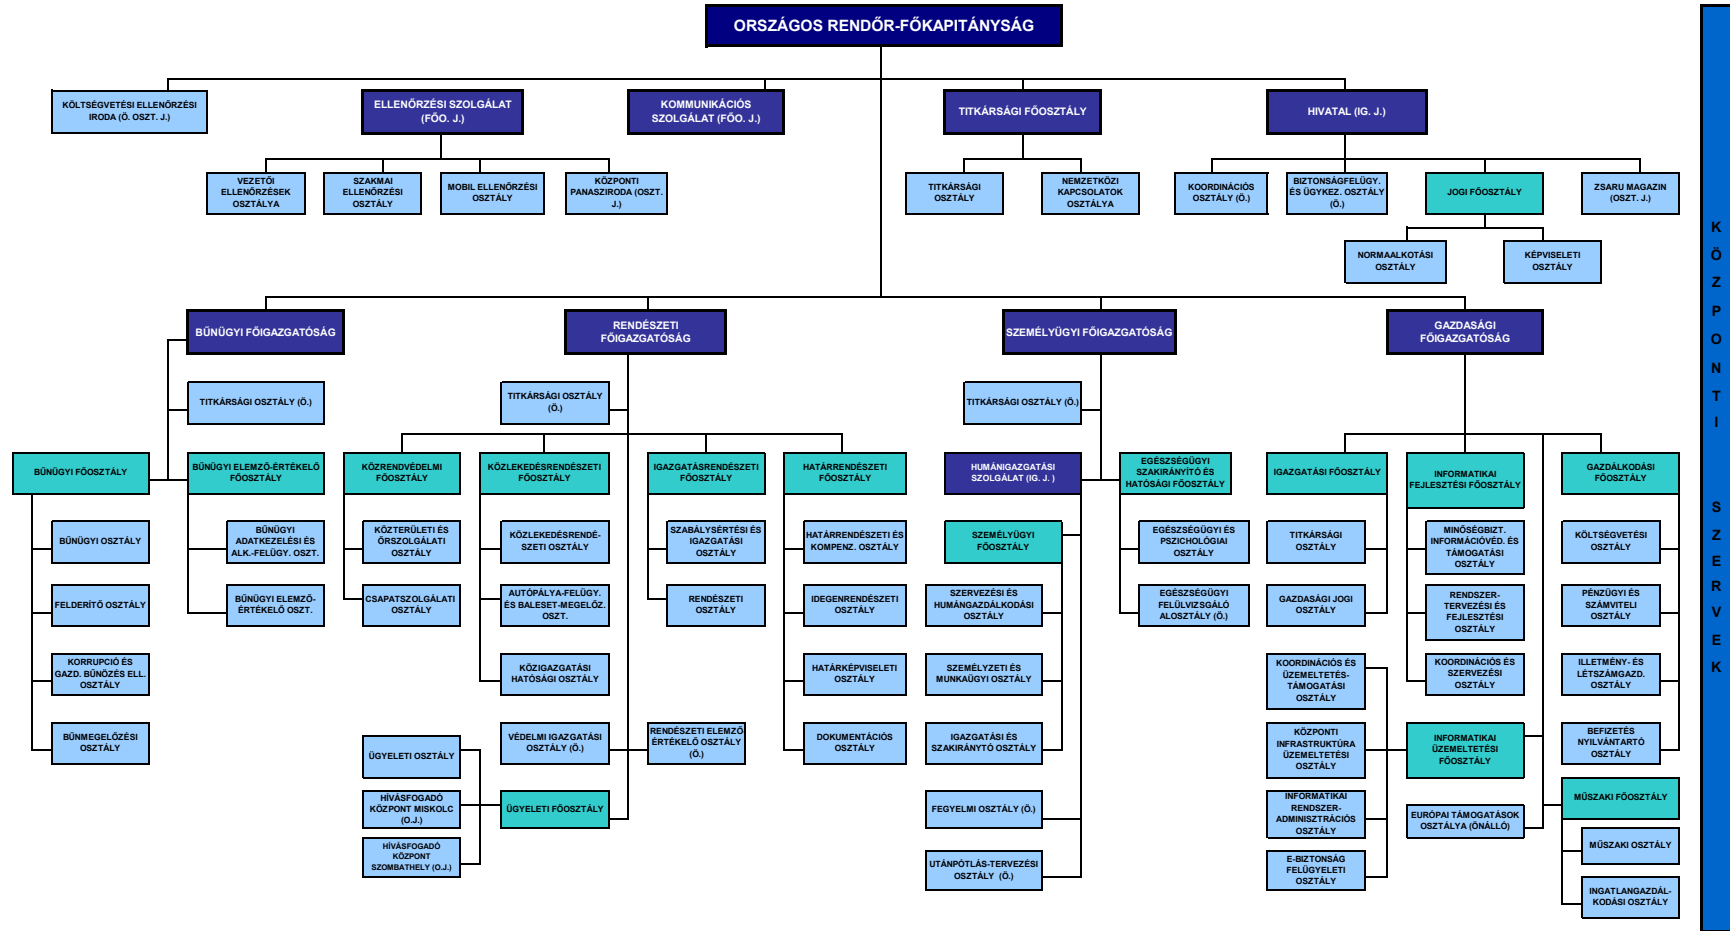 ORSZÁGOS RENDŐR-FŐKAPITÁNYSÁG
KÖLTSÉGVETÉSI ELLENŐRZÉSI
IRODA (Ö. OSZT. J.)
ELLENŐRZÉSI SZOLGÁLAT
(FŐO. J.)
KOMMUNIKÁCIÓS
SZOLGÁLAT (FŐO. J.)
TITKÁRSÁGI FŐOSZTÁLY
HIVATAL (IG. J.)
VEZETŐI
ELLENŐRZÉSEK
OSZTÁLYA
SZAKMAI
ELLENŐRZÉSI
OSZTÁLY
MOBIL ELLENŐRZÉSI
OSZTÁLY
KÖZPONTI
PANASZIRODA (OSZT.
J.)
TITKÁRSÁGI
OSZTÁLY
NEMZETKÖZI
KAPCSOLATOK
OSZTÁLYA
KOORDINÁCIÓS
OSZTÁLY (Ö.)
BIZTONSÁGFELÜGY.
ÉS ÜGYKEZ. OSZTÁLY
(Ö.)
JOGI FŐOSZTÁLY
ZSARU MAGAZIN
(OSZT. J.)
NORMAALKOTÁSI
OSZTÁLY
KÉPVISELETI
OSZTÁLY
BŰNÜGYI FŐIGAZGATÓSÁG
RENDÉSZETI
FŐIGAZGATÓSÁG
SZEMÉLYÜGYI FŐIGAZGATÓSÁG
GAZDASÁGI
FŐIGAZGATÓSÁG
TITKÁRSÁGI OSZTÁLY (Ö.)
TITKÁRSÁGI OSZTÁLY
(Ö.)
TITKÁRSÁGI OSZTÁLY (Ö.)
BŰNÜGYI FŐOSZTÁLY
BŰNÜGYI ELEMZŐ-ÉRTÉKELŐ
FŐOSZTÁLY
KÖZRENDVÉDELMI
FŐOSZTÁLY
KÖZLEKEDÉSRENDÉSZETI
FŐOSZTÁLY
IGAZGATÁSRENDÉSZETI
FŐOSZTÁLY
HATÁRRENDÉSZETI
FŐOSZTÁLY
HUMÁNIGAZGATÁSI
SZOLGÁLAT (IG. J. )
EGÉSZSÉGÜGYI
SZAKIRÁNYÍTÓ ÉS
HATÓSÁGI FŐOSZTÁLY
IGAZGATÁSI FŐOSZTÁLY
INFORMATIKAI
FEJLESZTÉSI FŐOSZTÁLY
GAZDÁLKODÁSI
FŐOSZTÁLY
BŰNÜGYI OSZTÁLY
BŰNÜGYI
ADATKEZELÉSI ÉS
ALK.-FELÜGY. OSZT.
KÖZTERÜLETI ÉS
ŐRSZOLGÁLATI
OSZTÁLY
KÖZLEKEDÉSRENDÉ-
SZETI OSZTÁLY
SZABÁLYSÉRTÉSI ÉS
IGAZGATÁSI
OSZTÁLY
HATÁRRENDÉSZETI ÉS
KOMPENZ. OSZTÁLY
SZEMÉLYÜGYI
FŐOSZTÁLY
EGÉSZSÉGÜGYI ÉS
PSZICHOLÓGIAI
OSZTÁLY
TITKÁRSÁGI
OSZTÁLY
MINŐSÉGBIZT.
INFORMÁCIÓVÉD. ÉS
TÁMOGATÁSI
OSZTÁLY
KÖLTSÉGVETÉSI
OSZTÁLY
FELDERÍTŐ OSZTÁLY
BŰNÜGYI ELEMZŐ-
ÉRTÉKELŐ OSZT.
CSAPATSZOLGÁLATI
OSZTÁLY
AUTÓPÁLYA-FELÜGY.
ÉS BALESET-MEGELŐZ.
OSZT.
RENDÉSZETI
OSZTÁLY
IDEGENRENDÉSZETI
OSZTÁLY
SZERVEZÉSI ÉS
HUMÁNGAZDÁLKODÁSI
OSZTÁLY
EGÉSZSÉGÜGYI
FELÜLVIZSGÁLÓ
ALOSZTÁLY (Ö.)
GAZDASÁGI JOGI
OSZTÁLY
RENDSZER-
TERVEZÉSI ÉS
FEJLESZTÉSI
OSZTÁLY
PÉNZÜGYI ÉS
SZÁMVITELI
OSZTÁLY
KORRUPCIÓ ÉS
GAZD. BŰNÖZÉS ELL.
OSZTÁLY
KÖZIGAZGATÁSI
HATÓSÁGI OSZTÁLY
HATÁRKÉPVISELETI
OSZTÁLY
SZEMÉLYZETI ÉS
MUNKAÜGYI OSZTÁLY
KOORDINÁCIÓS ÉS
ÜZEMELTETÉS-
TÁMOGATÁSI
OSZTÁLY
KOORDINÁCIÓS ÉS
SZERVEZÉSI
OSZTÁLY
ILLETMÉNY- ÉS
LÉTSZÁMGAZD.
OSZTÁLY
BŰNMEGELŐZÉSI
OSZTÁLY
ÜGYELETI OSZTÁLY
VÉDELMI IGAZGATÁSI
OSZTÁLY (Ö.)
RENDÉSZETI ELEMZŐ
ÉRTÉKELŐ OSZTÁLY
(Ö.)
DOKUMENTÁCIÓS
OSZTÁLY
IGAZGATÁSI ÉS
SZAKIRÁNYTÓ OSZTÁLY
KÖZPONTI
INFRASTRUKTÚRA
ÜZEMELTETÉSI
OSZTÁLY
INFORMATIKAI
ÜZEMELTETÉSI
FŐOSZTÁLY
BEFIZETÉS
NYILVÁNTARTÓ
OSZTÁLY
HÍVÁSFOGADÓ
KÖZPONT MISKOLC
(O.J.)
ÜGYELETI FŐOSZTÁLY
FEGYELMI OSZTÁLY (Ö.)
INFORMATIKAI
RENDSZER-
ADMINISZTRÁCIÓS
OSZTÁLY
EURÓPAI TÁMOGATÁSOK
OSZTÁLYA (ÖNÁLLÓ)
MŰSZAKI FŐOSZTÁLY
HÍVÁSFOGADÓ
KÖZPONT
SZOMBATHELY (O.J.)
UTÁNPÓTLÁS-TERVEZÉSI
OSZTÁLY (Ö.)
E-BIZTONSÁG
FELÜGYELETI
OSZTÁLY
MŰSZAKI OSZTÁLY
INGATLANGAZDÁL-
KODÁSI OSZTÁLY
KÖZPONTI SZERVEK